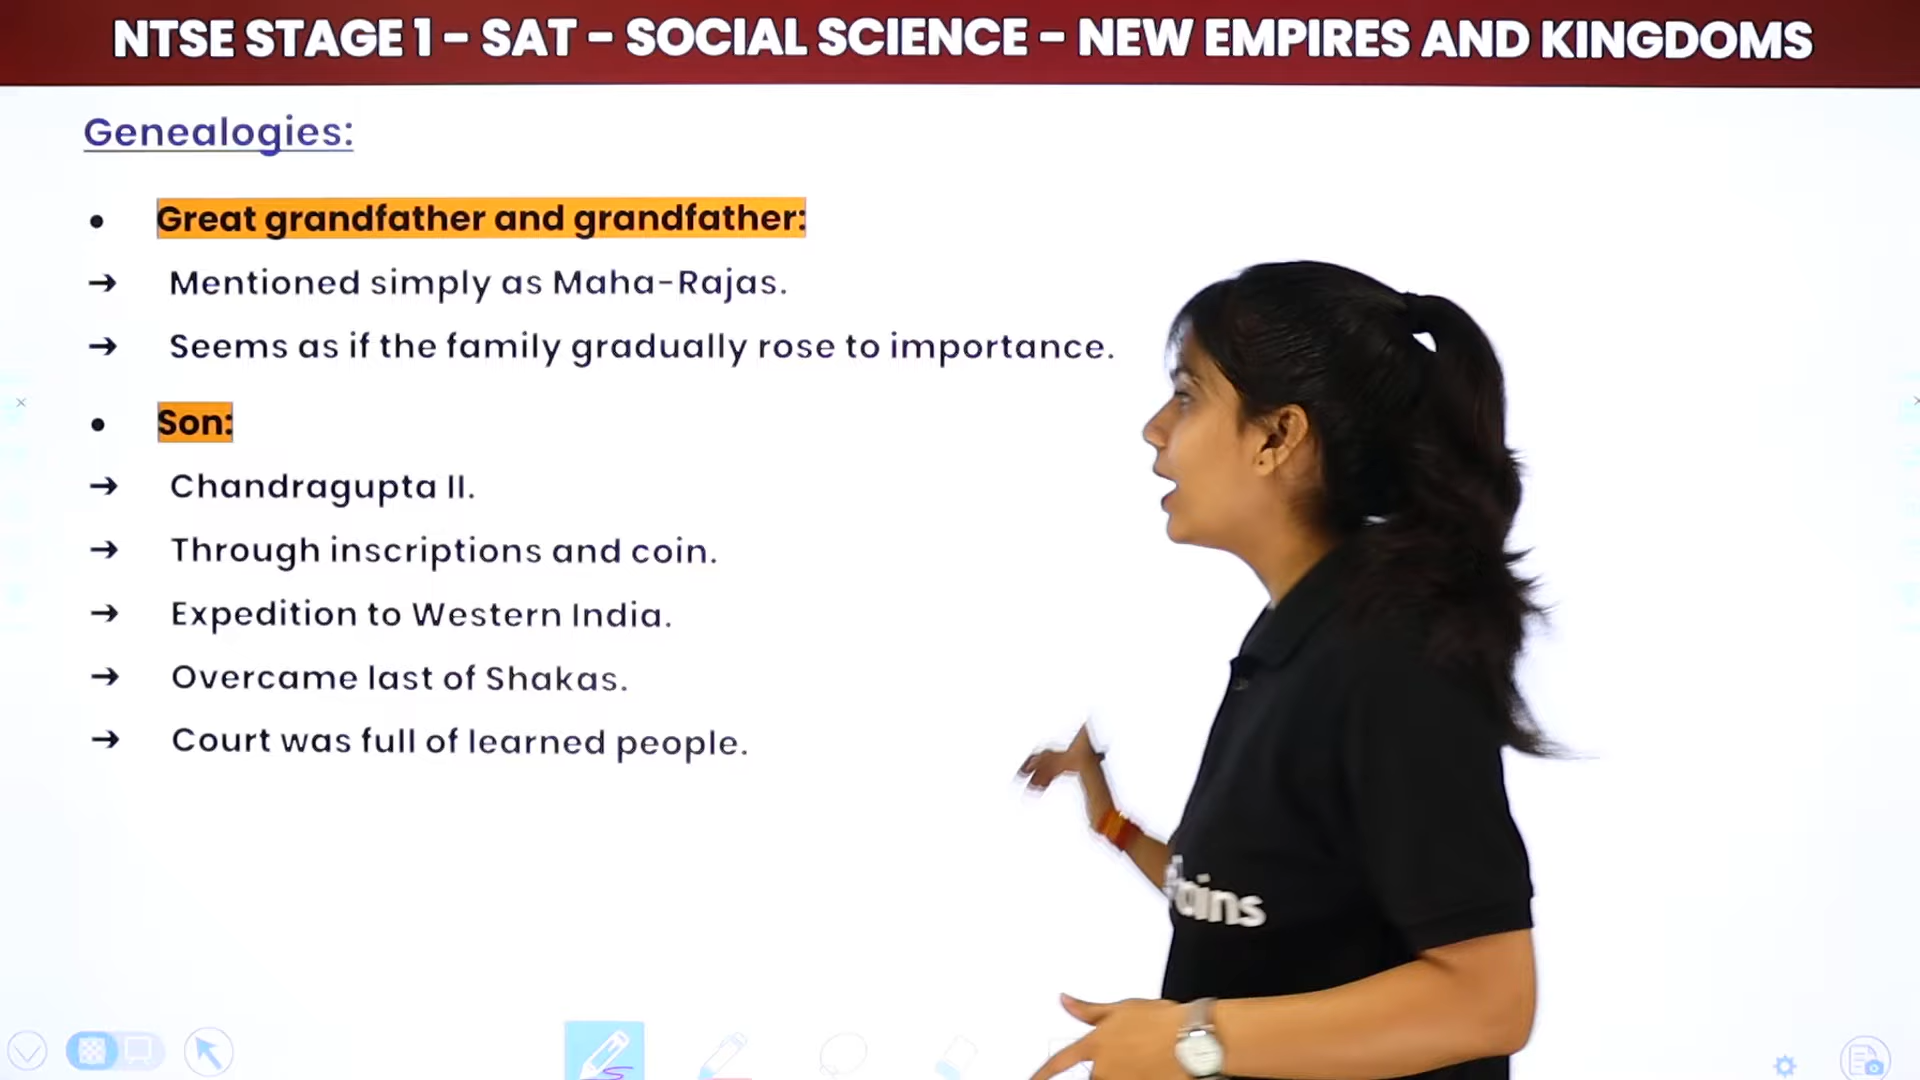 NTSE STAGE 1 - SAT - SOCIAL SCIENCE - NEW EMPIRES AND KINGDOMS
Genealogies:
• Great grandfather and grandfather:
→ Mentioned simply as Maha-Rajas.
→ Seems as if the family gradually rose to importance.
• Son:
→ Chandragupta II.
→ Through inscriptions and coin.
→ Expedition to Western India.
→ Overcame last of Shakas.
→ Court was full of learned people.